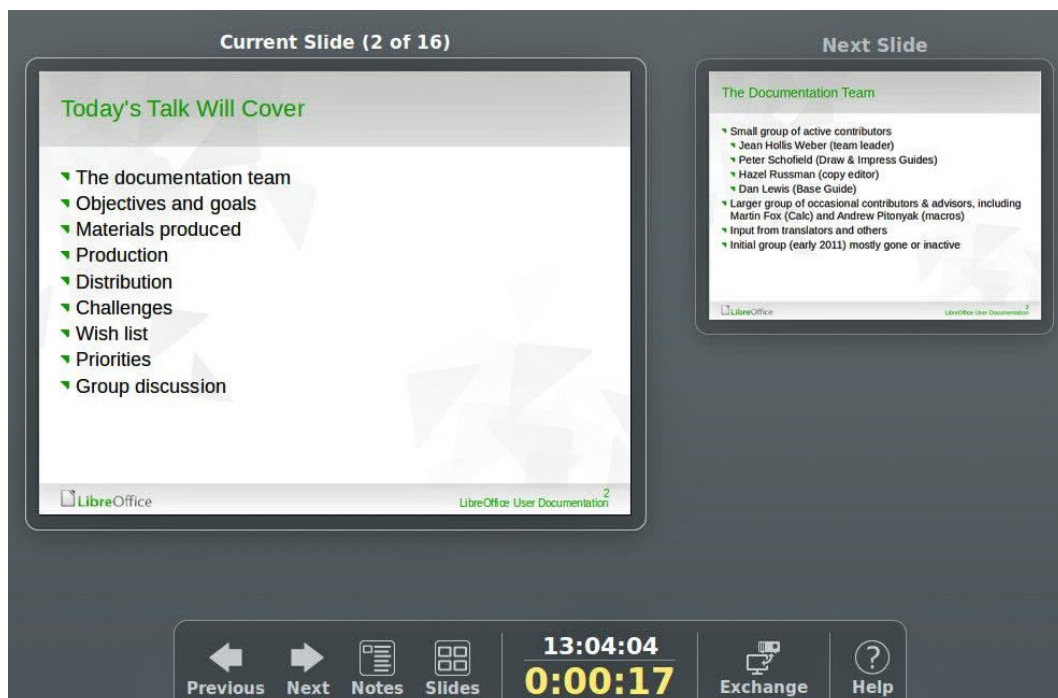 Current Slide (2 of 16)
Today's Talk Will Cover
The documentation team
Objectives and goals
Materials produced
Production
Distribution
Challenges
Wish list
Priorities
Group discussion
LibreOffice
LibreOffice User Documentation
2
Next Slide
The Documentation Team
Small group of active contributors
Jean Hollis Weber (team leader)
Peter Schofield (Draw & Impress Guides)
Hazel Russman (copy editor)
Dan Lewis (Base Guide)
Larger group of occasional contributors & advisors, including
Martin Fox (Calc) and Andrew Pitonyak (macros)
Input from translators and others
Initial group (early 2011) mostly gone or inactive
LibreOffice
LibreOffice User Documentation
3
Previous
Next
Notes
Slides
13:04:04
0:00:17
Exchange
Help